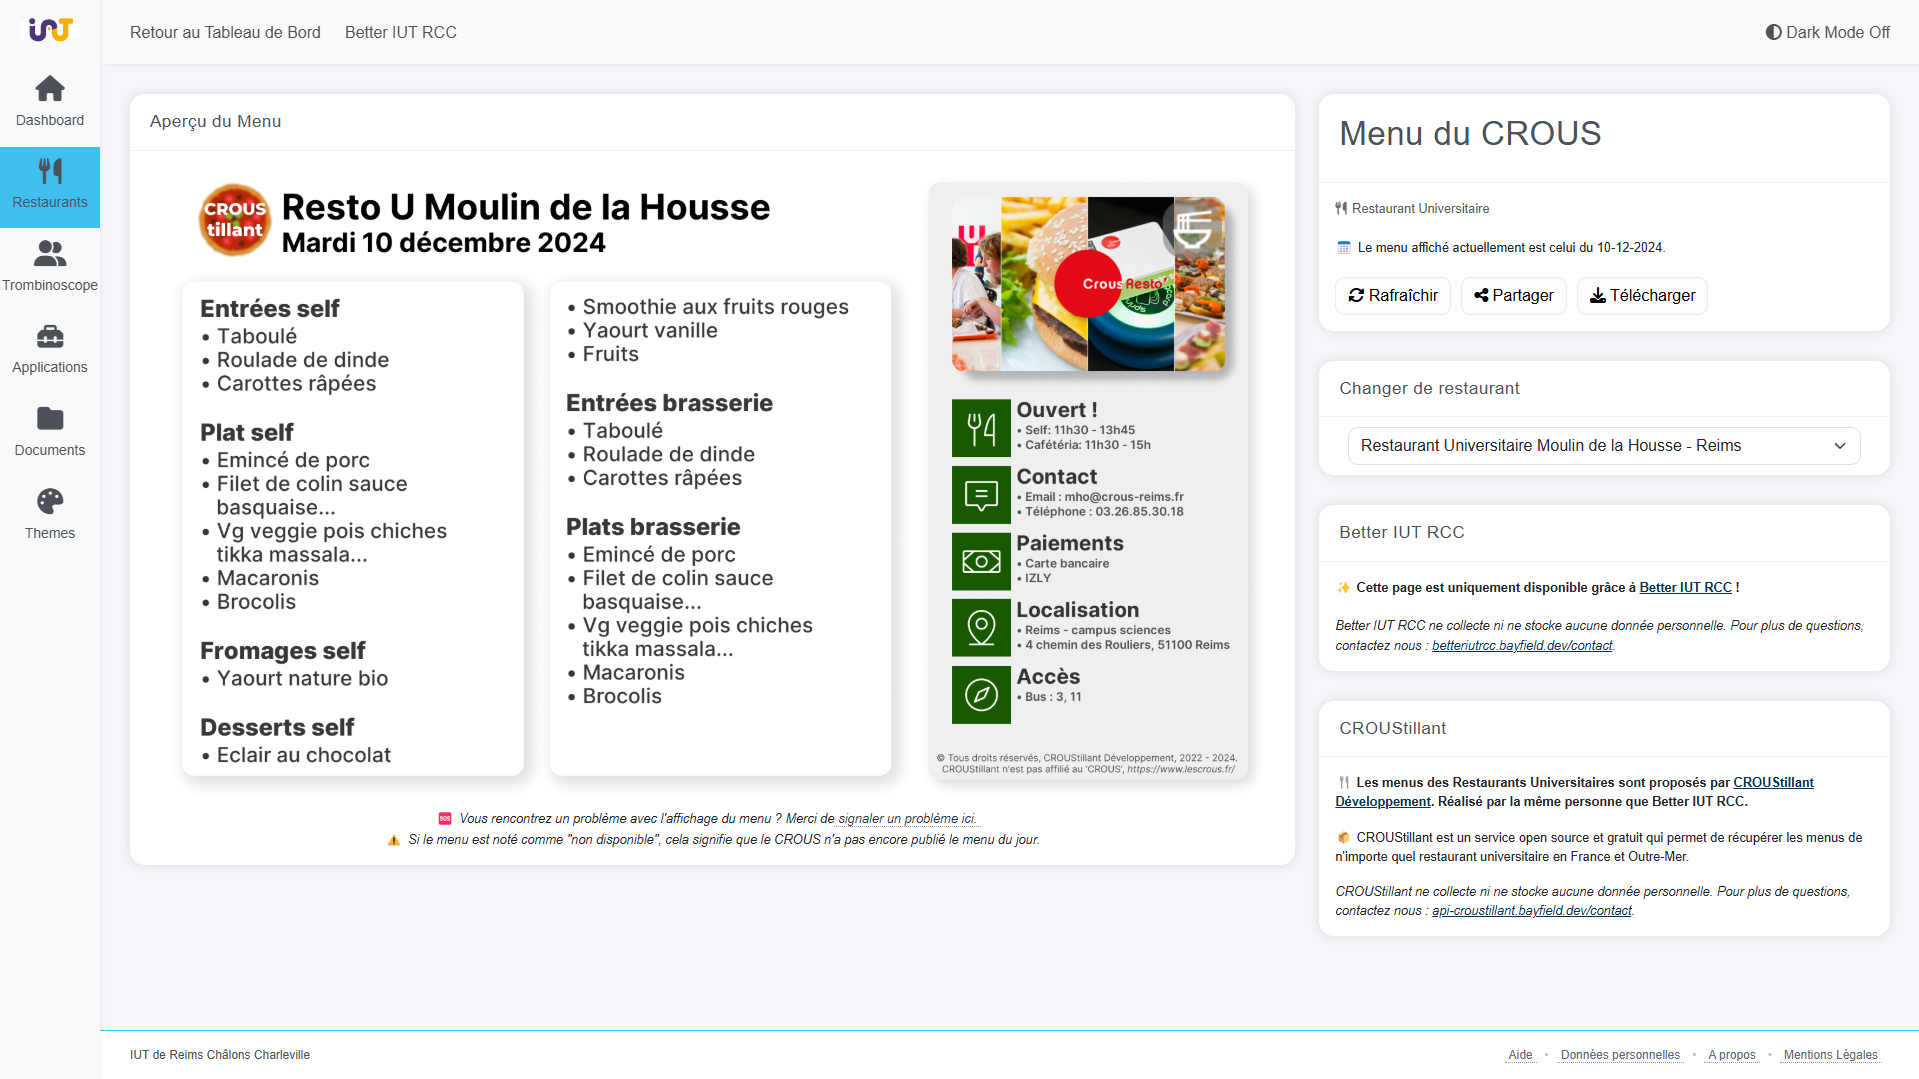 iUT
Retour au Tableau de Bord
Better IUT RCC
Dark Mode Off
Dashboard
Restaurants
Trombinoscope
Applications
Documents
Themes
Aperçu du Menu
CROUS
tillant
Resto U Moulin de la Housse
Mardi 10 décembre 2024
Entrées self
• Taboulé
• Roulade de dinde
• Carottes râpées
Plat self
• Emincé de porc
• Filet de colin sauce
basquaise...
• Vg veggie pois chiches
tikka massala...
• Macaronis
• Brocolis
Fromages self
• Yaourt nature bio
Desserts self
• Eclair au chocolat
• Smoothie aux fruits rouges
• Yaourt vanille
• Fruits
Entrées brasserie
• Taboulé
• Roulade de dinde
• Carottes râpées
Plats brasserie
• Emincé de porc
• Filet de colin sauce
basquaise...
• Vg veggie pois chiches
tikka massala...
• Macaronis
• Brocolis
Crous Resto'
Ouvert !
• Self: 11h30 - 13h45
• Cafétéria: 11h30 - 15h
Contact
• Email : mho@crous-reims.fr
• Téléphone : 03.26.85.30.18
Paiements
• Carte bancaire
• IZLY
Localisation
• Reims - campus sciences
• 4 chemin des Rouliers, 51100 Reims
Accès
• Bus : 3, 11
© Tous droits réservés, CROUStillant Développement, 2022 - 2024.
CROUStillant n'est pas affilié au 'CROUS', https://www.lescrous.fr/
SOS Vous rencontrez un problème avec l'affichage du menu ? Merci de signaler un problème ici.
Si le menu est noté comme "non disponible", cela signifie que le CROUS n'a pas encore publié le menu du jour.
Menu du CROUS
Restaurant Universitaire
Le menu affiché actuellement est celui du 10-12-2024.
Rafraîchir
Partager
Télécharger
Changer de restaurant
Restaurant Universitaire Moulin de la Housse - Reims
Better IUT RCC
Cette page est uniquement disponible grâce à Better IUT RCC !
Better IUT RCC ne collecte ni ne stocke aucune donnée personnelle. Pour plus de questions,
contactez nous : betteriutrcc.bayfield.dev/contact.
CROUStillant
Les menus des Restaurants Universitaires sont proposés par CROUStillant
Développement. Réalisé par la même personne que Better IUT RCC.
CROUStillant est un service open source et gratuit qui permet de récupérer les menus de
n'importe quel restaurant universitaire en France et Outre-Mer.
CROUStillant ne collecte ni ne stocke aucune donnée personnelle. Pour plus de questions,
contactez nous : api-croustillant.bayfield.dev/contact.
IUT de Reims Châlons Charleville
Aide • Données personnelles • A propos • Mentions Légales